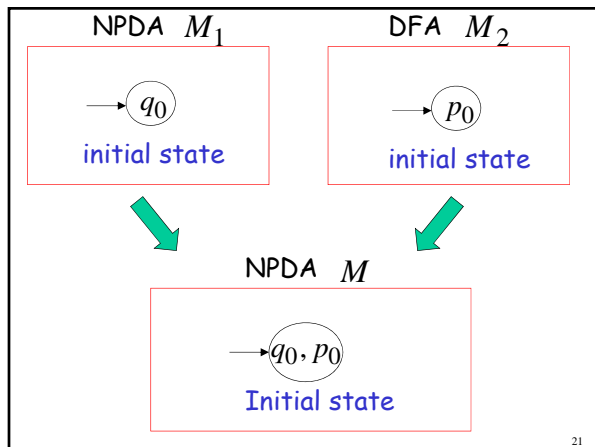 NPDA M₁
q₀
initial state
DFA M₂
p₀
initial state
NPDA M
q₀, p₀
Initial state
21